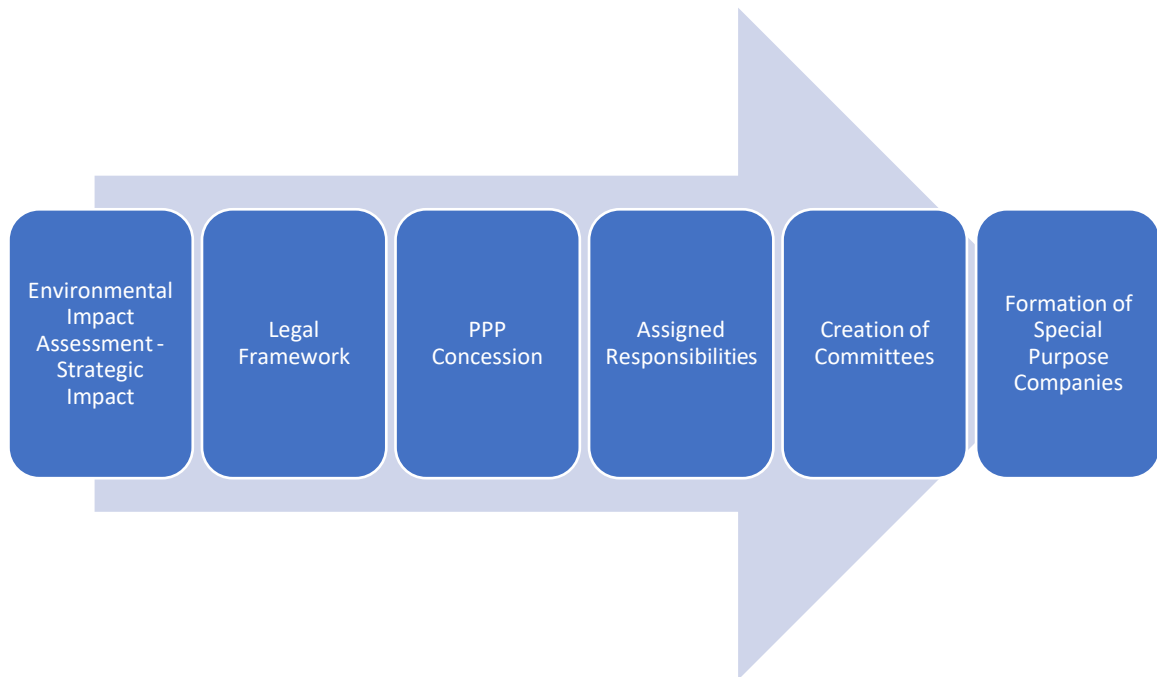 Environmental
Impact
Assessment -
Strategic
Impact
Legal
Framework
PPP
Concession
Assigned
Responsibilities
Creation of
Committees
Formation of
Special
Purpose
Companies